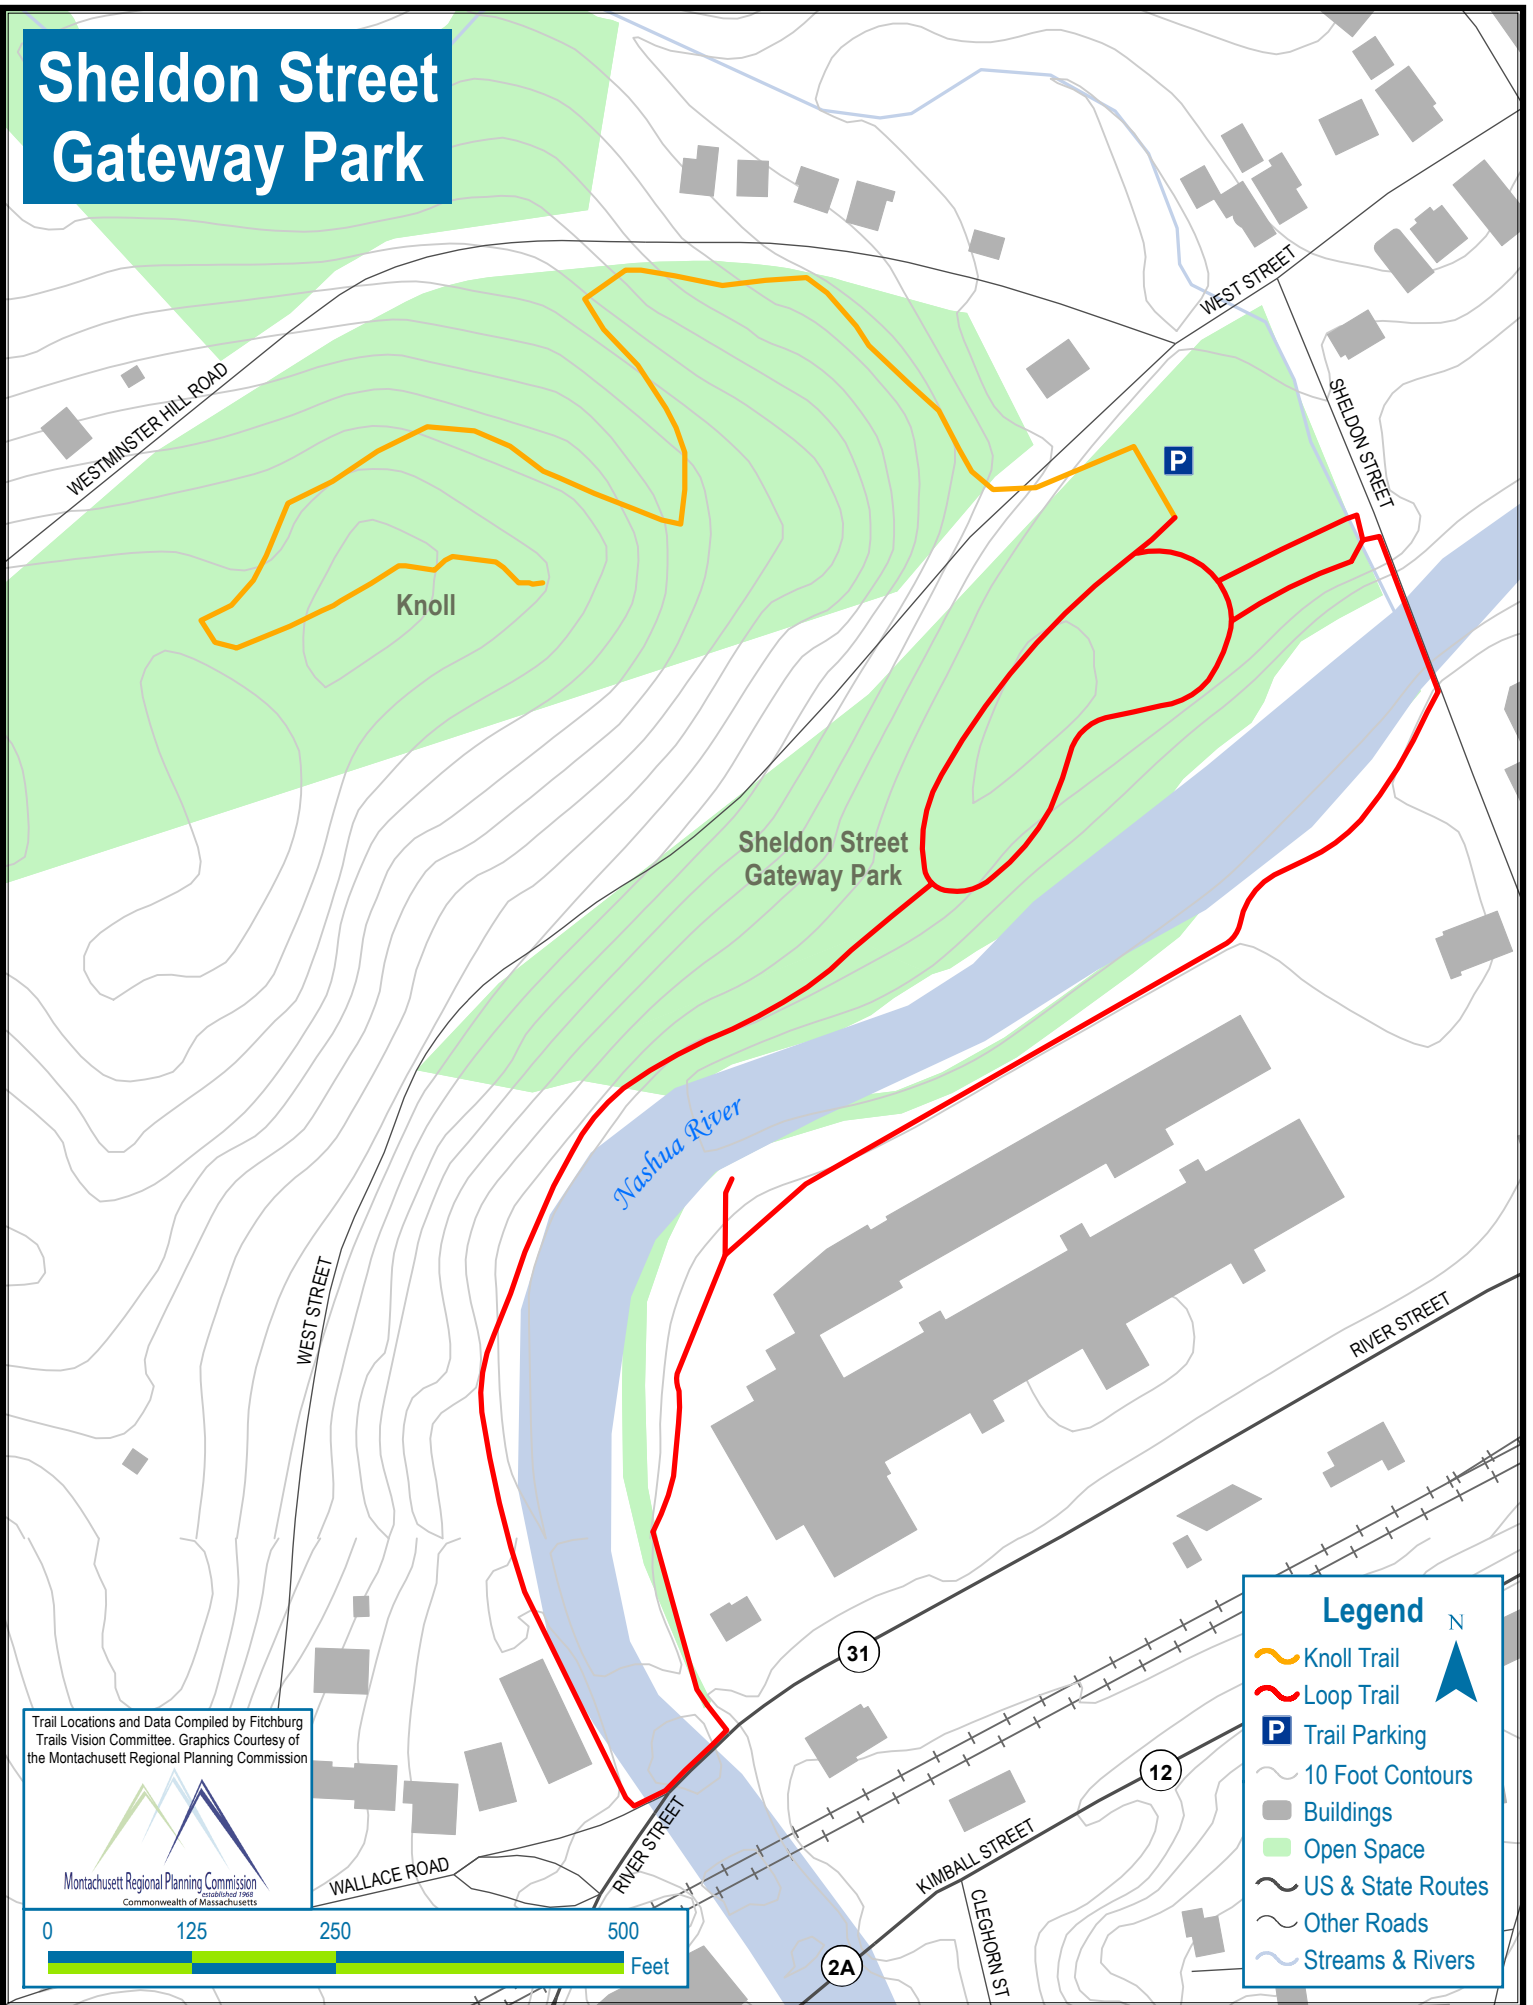 Sheldon Street
Gateway Park
WEST STREET
WESTMINSTER HILL ROAD
SHELDON STREET
P
Knoll
Sheldon Street
Gateway Park
Nashua River
WEST STREET
RIVER STREET
31
12
RIVER STREET
WALLACE ROAD
KIMBALL STREET
CLEGHORN ST
2A
Trail Locations and Data Compiled by Fitchburg
Trails Vision Committee. Graphics Courtesy of
the Montachusett Regional Planning Commission
Montachusett Regional Planning Commission
established 1968
Commonwealth of Massachusetts
0 125 250 500
Feet
Legend
N
Knoll Trail
Loop Trail
P Trail Parking
10 Foot Contours
Buildings
Open Space
US & State Routes
Other Roads
Streams & Rivers